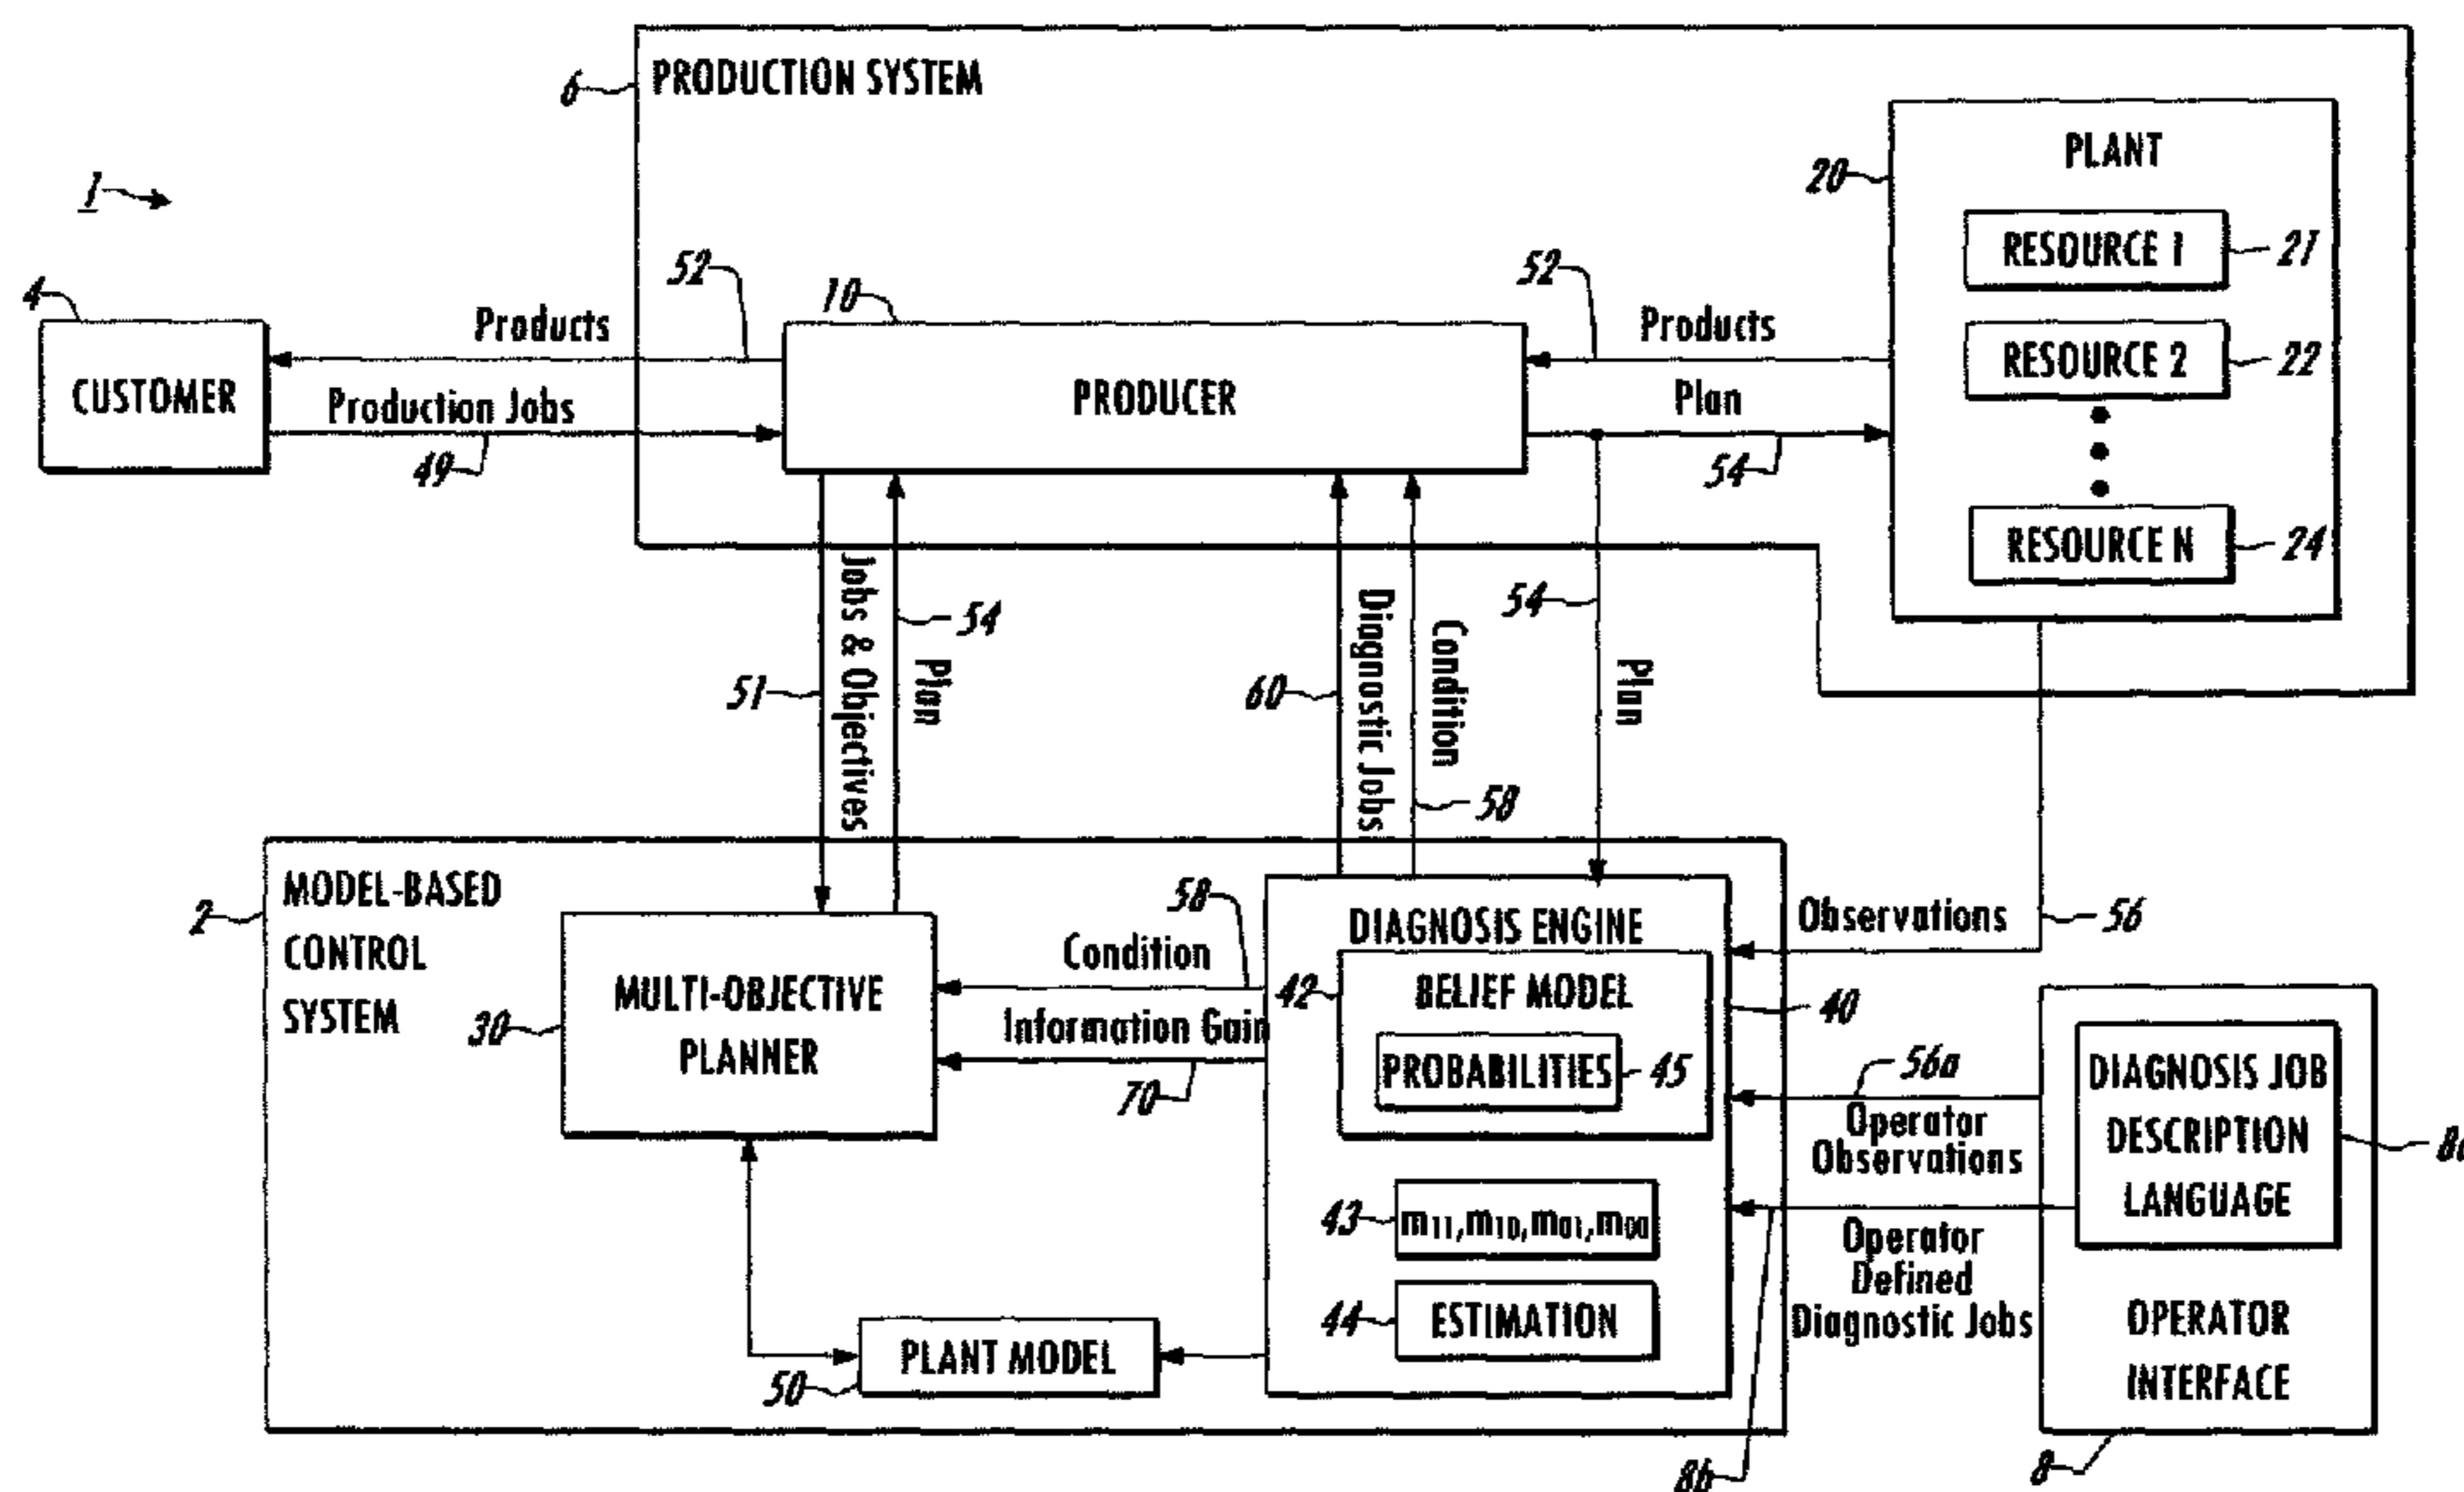 6
PRODUCTION SYSTEM
1
20
PLANT
RESOURCE 1
21
RESOURCE 2
22
RESOURCE N
24
4
CUSTOMER
Products
52
10
PRODUCER
52
Products
Production Jobs
49
Plan
54
51
Jobs & Objectives
54
Plan
60
Diagnostic Jobs
Condition
58
54
Plan
2
MODEL-BASED
CONTROL
SYSTEM
30
MULTI-OBJECTIVE
PLANNER
58
Condition
Information Gain
70
DIAGNOSIS ENGINE
42
BELIEF MODEL
PROBABILITIES
45
40
43
m11,m10,m01,m00
44
ESTIMATION
PLANT MODEL
50
Observations
56
56a
Operator
Observations
Operator
Defined
Diagnostic Jobs
8b
DIAGNOSIS JOB
DESCRIPTION
LANGUAGE
OPERATOR
INTERFACE
8